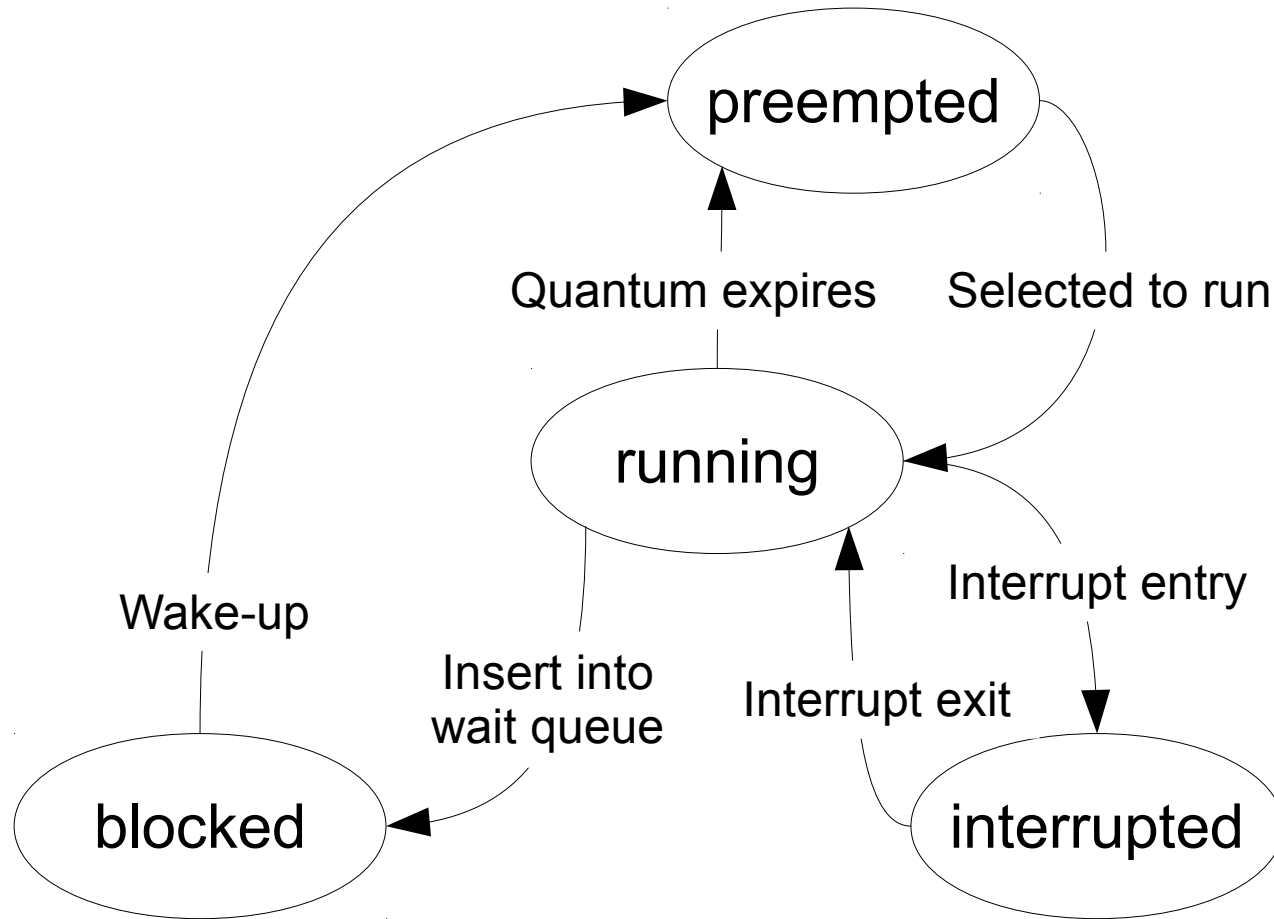 preempted
Quantum expires
Selected to run
running
Interrupt entry
Wake-up
Insert into
wait queue
Interrupt exit
blocked
interrupted